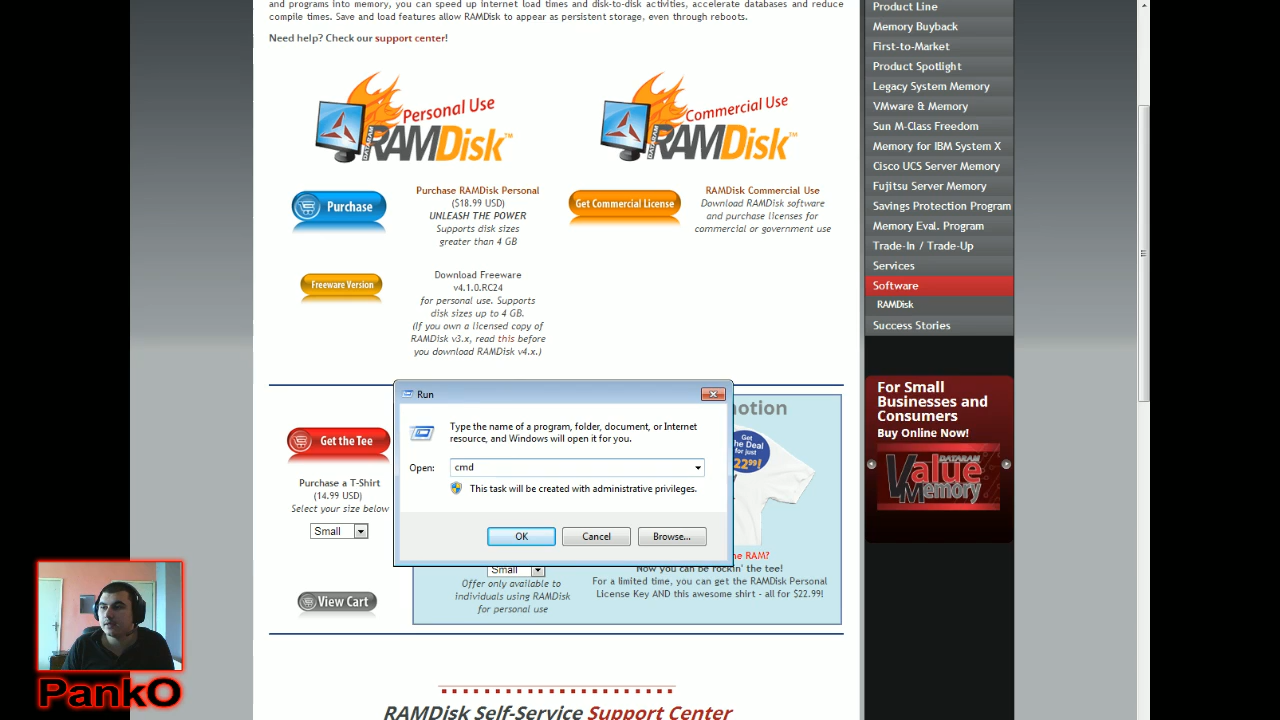 and programs into memory, you can speed up internet load times and disk-to-disk activities, accelerate databases and reduce
compile times. Save and load features allow RAMDisk to appear as persistent storage, even through reboots.
Need help? Check our support center!
Personal Use
DATARAM
RAMDisk™
Commercial Use
DATARAM
RAMDisk™
Purchase
Purchase RAMDisk Personal
($18.99 USD)
UNLEASH THE POWER
Supports disk sizes
greater than 4 GB
Get Commercial License
RAMDisk Commercial Use
Download RAMDisk software
and purchase licenses for
commercial or government use
Freeware Version
Download Freeware
v4.1.0.RC24
for personal use. Supports
disk sizes up to 4 GB.
(If you own a licensed copy of
RAMDisk v3.x, read this before
you download RAMDisk v4.x.)
Get the Tee
Purchase a T-Shirt
(14.99 USD)
Select your size below
Small
View Cart
Run
Type the name of a program, folder, document, or Internet
resource, and Windows will open it for you.
Open:
cmd
This task will be created with administrative privileges.
OK
Cancel
Browse...
otion
Get
the Deal
for just
22.99!
e RAM?
Now you can be rockin' the tee!
For a limited time, you can get the RAMDisk Personal
License Key AND this awesome shirt - all for $22.99!
Small
Offer only available to
individuals using RAMDisk
for personal use
RAMDisk Self-Service Support Center
Product Line
Memory Buyback
First-to-Market
Product Spotlight
Legacy System Memory
VMware & Memory
Sun M-Class Freedom
Memory for IBM System X
Cisco UCS Server Memory
Fujitsu Server Memory
Savings Protection Program
Memory Eval. Program
Trade-In / Trade-Up
Services
Software
RAMDisk
Success Stories
For Small
Businesses and
Consumers
Buy Online Now!
DATARAM
Value
Memory
PankO